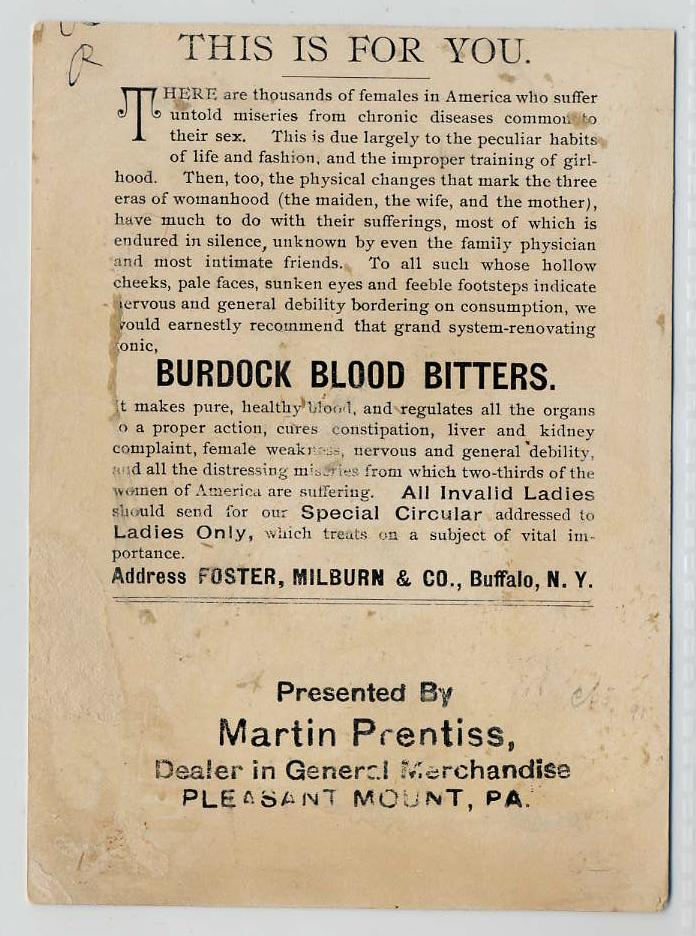 R
THIS IS FOR YOU.
THERE are thousands of females in America who suffer
untold miseries from chronic diseases common to
their sex. This is due largely to the peculiar habits
of life and fashion, and the improper training of girl-
hood. Then, too, the physical changes that mark the three
eras of womanhood (the maiden, the wife, and the mother),
have much to do with their sufferings, most of which is
endured in silence, unknown by even the family physician
and most intimate friends. To all such whose hollow
cheeks, pale faces, sunken eyes and feeble footsteps indicate
nervous and general debility bordering on consumption, we
would earnestly recommend that grand system-renovating
tonic,
BURDOCK BLOOD BITTERS.
It makes pure, healthy blood, and regulates all the organs
to a proper action, cures constipation, liver and kidney
complaint, female weakness, nervous and general debility,
and all the distressing miseries from which two-thirds of the
women of America are suffering. All Invalid Ladies
should send for our Special Circular addressed to
Ladies Only, which treats on a subject of vital im-
portance.
Address FOSTER, MILBURN & CO., Buffalo, N. Y.
Presented By
Martin Prentiss,
Dealer in General Merchandise
PLEASANT MOUNT, PA.